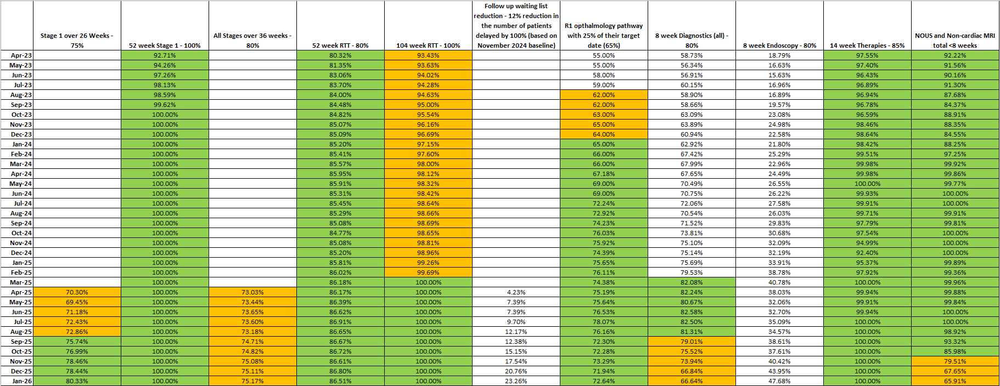 Stage 1 over 26 Weeks - 75% 52 week Stage 1 - 100% All Stages over 36 weeks - 80% 52 week RTT - 80% 104 week RTT - 100% Follow up waiting list reduction - 12% reduction in the number of patients delayed by 100% (based on November 2024 baseline) R1 opthalmology pathway with 25% of their target date (65%) 8 week Diagnostics (all) - 80% 8 week Endoscopy - 80% 14 week Therapies - 85% NOUS and Non-cardiac MRI total <8 weeks
Apr-23 92.71% 80.32% 93.43% 55.00% 58.73% 18.79% 97.55% 92.22%
May-23 94.26% 81.35% 93.63% 55.00% 56.34% 16.63% 97.40% 91.56%
Jun-23 97.26% 83.06% 94.02% 58.00% 56.91% 15.63% 96.43% 90.16%
Jul-23 98.13% 83.70% 94.28% 59.00% 60.15% 16.96% 96.89% 91.30%
Aug-23 98.59% 84.00% 94.63% 62.00% 58.90% 16.89% 96.94% 87.68%
Sep-23 99.62% 84.48% 95.00% 62.00% 58.66% 19.57% 96.78% 84.37%
Oct-23 100.00% 84.82% 95.54% 63.00% 63.09% 23.08% 96.59% 88.91%
Nov-23 100.00% 85.07% 96.16% 65.00% 63.89% 24.98% 98.46% 88.35%
Dec-23 100.00% 85.09% 96.69% 64.00% 60.94% 22.58% 98.64% 84.55%
Jan-24 100.00% 85.20% 97.15% 65.00% 62.92% 21.80% 98.42% 88.25%
Feb-24 100.00% 85.41% 97.60% 66.00% 67.42% 25.29% 99.51% 97.25%
Mar-24 100.00% 85.57% 98.00% 66.00% 67.99% 22.96% 99.98% 99.92%
Apr-24 100.00% 85.95% 98.12% 67.18% 67.65% 24.49% 99.98% 99.86%
May-24 100.00% 85.91% 98.32% 69.00% 70.49% 26.55% 100.00% 99.77%
Jun-24 100.00% 85.31% 98.42% 69.00% 70.75% 26.22% 99.93% 100.00%
Jul-24 100.00% 85.45% 98.64% 72.24% 72.06% 27.58% 99.91% 100.00%
Aug-24 100.00% 85.29% 98.66% 72.92% 70.54% 26.03% 99.71% 99.91%
Sep-24 100.00% 85.08% 98.69% 74.23% 71.52% 29.83% 97.79% 99.81%
Oct-24 100.00% 84.77% 98.65% 76.03% 73.81% 30.68% 97.54% 100.00%
Nov-24 100.00% 85.08% 98.81% 75.92% 75.10% 32.09% 94.99% 100.00%
Dec-24 100.00% 85.20% 98.96% 74.39% 75.14% 32.19% 92.40% 100.00%
Jan-25 100.00% 85.81% 99.26% 75.65% 75.69% 33.91% 95.37% 99.89%
Feb-25 100.00% 86.02% 99.69% 76.11% 79.53% 38.78% 97.92% 99.36%
Mar-25 100.00% 86.18% 100.00% 74.38% 82.08% 40.78% 100.00% 99.96%
Apr-25 70.30% 100.00% 73.03% 86.17% 100.00% 4.23% 75.19% 82.24% 38.03% 99.94% 99.88%
May-25 69.45% 100.00% 73.44% 86.39% 100.00% 7.39% 75.64% 80.67% 32.06% 99.91% 99.84%
Jun-25 71.18% 100.00% 73.65% 86.62% 100.00% 7.39% 76.53% 82.58% 32.70% 99.94% 100.00%
Jul-25 72.43% 100.00% 73.60% 86.91% 100.00% 9.70% 78.07% 82.50% 35.09% 100.00% 100.00%
Aug-25 72.86% 100.00% 73.18% 86.65% 100.00% 12.17% 76.16% 81.31% 34.57% 100.00% 98.92%
Sep-25 75.74% 100.00% 74.71% 86.67% 100.00% 12.38% 72.30% 79.01% 38.61% 100.00% 93.32%
Oct-25 76.99% 100.00% 74.82% 86.72% 100.00% 15.15% 72.28% 75.52% 37.61% 100.00% 85.98%
Nov-25 78.46% 100.00% 75.08% 86.61% 100.00% 17.54% 73.29% 73.94% 40.42% 100.00% 79.51%
Dec-25 78.44% 100.00% 75.11% 86.80% 100.00% 20.76% 71.94% 66.84% 43.95% 100.00% 67.65%
Jan-26 80.33% 100.00% 75.17% 86.51% 100.00% 23.26% 72.64% 66.64% 47.68% 100.00% 65.91%